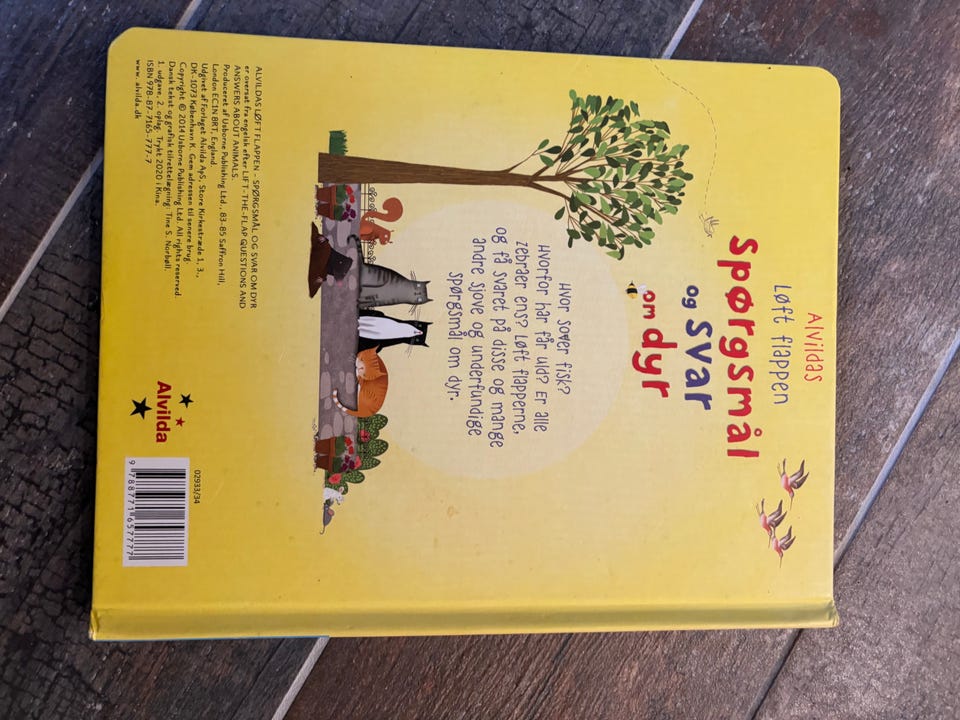 Alvildas
Løft flappen
Spørgsmål
og Svar
om dyr
Hvor sover fisk?
Hvorfor har får uld? Er alle
zebraer ens? Løft flapperne,
og få svaret på disse og mange
andre sjove og underfundige
spørgsmål om dyr.
ALVILDAS LØFT FLAPPEN - SPØRGSMÅL OG SVAR OM DYR
er oversat fra engelsk efter LIFT-THE-FLAP QUESTIONS AND
ANSWERS ABOUT ANIMALS.
Produceret af Usborne Publishing Ltd., 83-85 Saffron Hill,
London EC1N 8RT, England.
Udgivet af Forlaget Alvilda ApS, Store Kirkestræde 1, 3.,
DK-1073 København K. Gem adressen til senere brug.
Copyright © 2014 Usborne Publishing Ltd. All rights reserved.
Dansk tekst og grafisk tilrettelægning: Tine S. Norbøll.
1. udgave, 2. oplag. Trykt 2020 i Kina.
ISBN 978-87-7165-777-7
www.alvilda.dk
Alvilda
02933/34
9 788771 657777